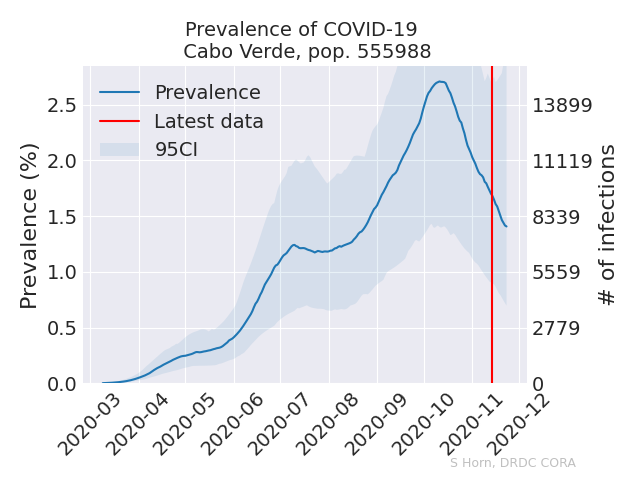 Prevalence of COVID-19
Cabo Verde, pop. 555988
Prevalence
Latest data
95CI
Prevalence (%)
2.5
2.0
1.5
1.0
0.5
0.0
13899
11119
8339
5559
2779
0
# of infections
2020-03
2020-04
2020-05
2020-06
2020-07
2020-08
2020-09
2020-10
2020-11
2020-12
S Horn, DRDC CORA